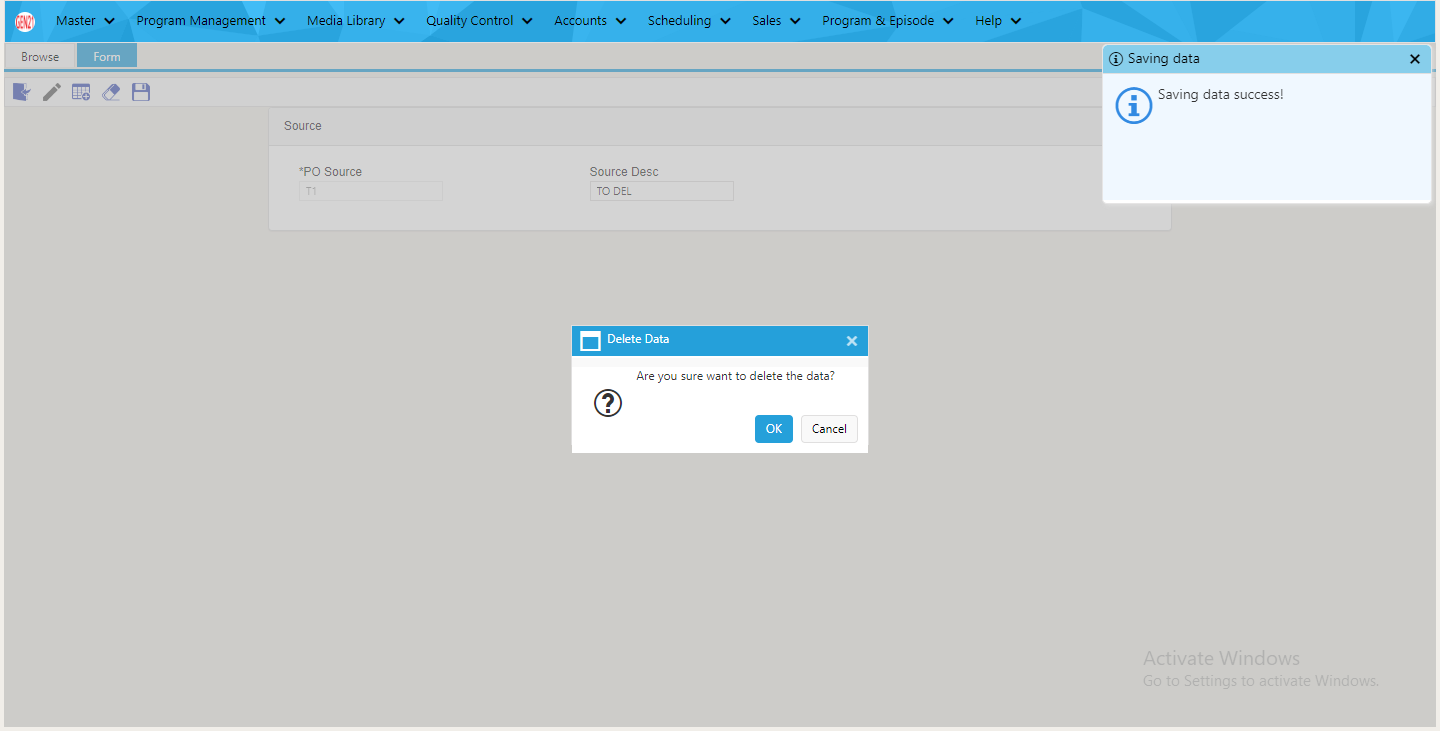 GEN21 Master Program Management Media Library Quality Control Accounts Scheduling Sales Program & Episode Help
Browse Form
Saving data
Saving data success!
Source
*PO Source Source Desc
T1 TO DEL
Delete Data
Are you sure want to delete the data?
OK Cancel
Activate Windows
Go to Settings to activate Windows.